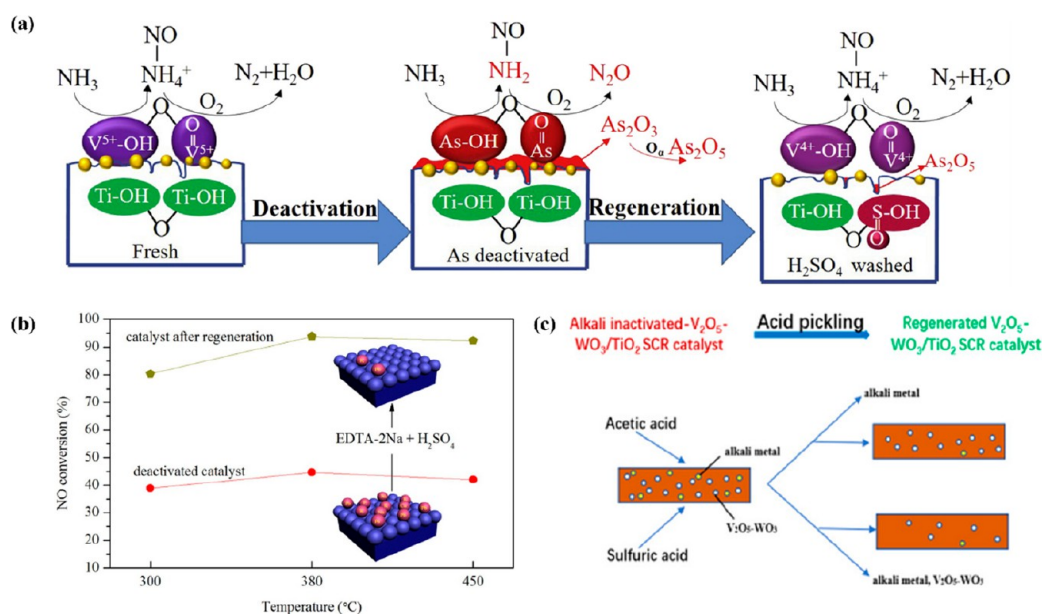 (a)
NO
NH₃
NH₄⁺
N₂+H₂O
O₂
O
V⁵⁺-OH
O
V⁵⁺
Ti-OH
Ti-OH
O
Fresh
Deactivation
NO
NH₃
NH₂
N₂O
O₂
O
As-OH
O
As
As₂O₃
Oα
As₂O₅
Ti-OH
Ti-OH
O
As deactivated
Regeneration
NO
NH₃
NH₄⁺
N₂+H₂O
O₂
O
V⁴⁺-OH
O
V⁴⁺
As₂O₅
Ti-OH
S-OH
O
O
H₂SO₄ washed
(b)
NO conversion (%)
100
90
80
70
60
50
40
30
20
10
catalyst after regeneration
EDTA-2Na + H₂SO₄
deactivated catalyst
300
380
450
Temperature (°C)
(c)
Alkali inactivated-V₂O₅-
WO₃/TiO₂ SCR catalyst
Acid pickling
Regenerated V₂O₅-
WO₃/TiO₂ SCR catalyst
Acetic acid
alkali metal
V₂O₅-WO₃
Sulfuric acid
alkali metal
alkali metal, V₂O₅-WO₃